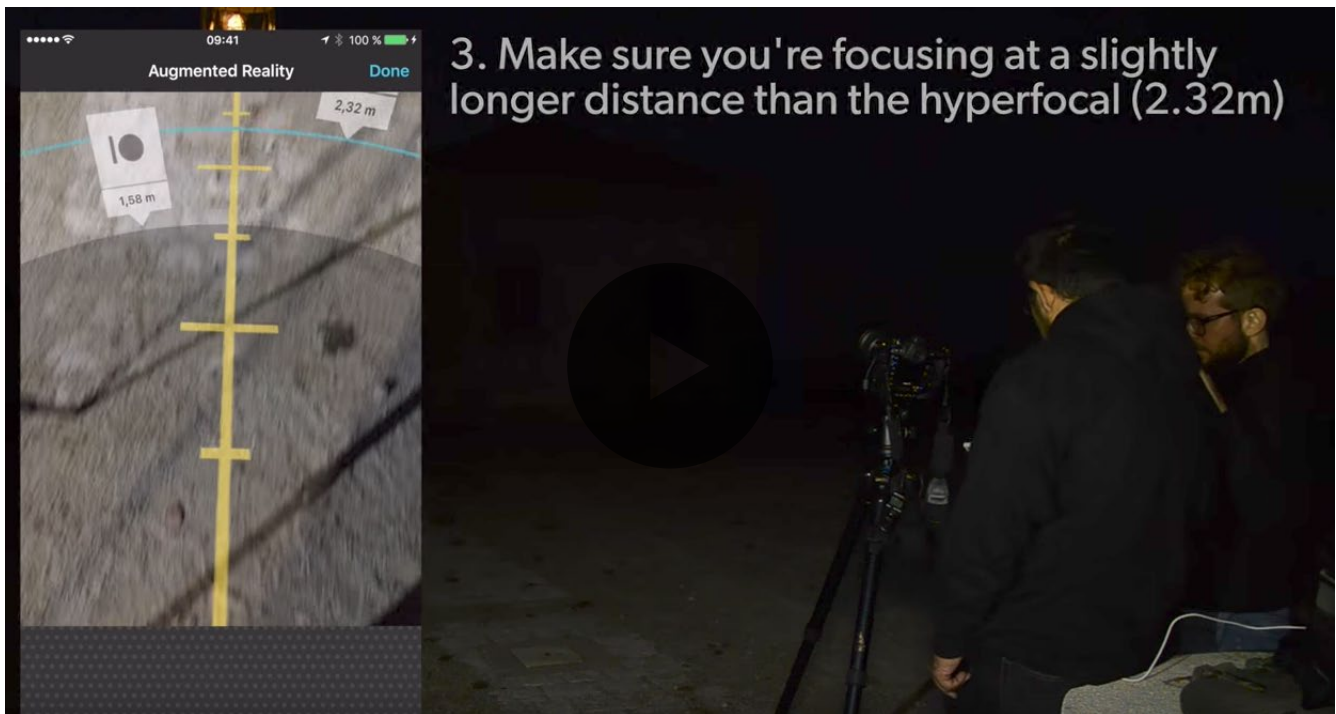 09:41
100 %
Augmented Reality
Done
2,32 m
1,58 m
3. Make sure you're focusing at a slightly
longer distance than the hyperfocal (2.32m)